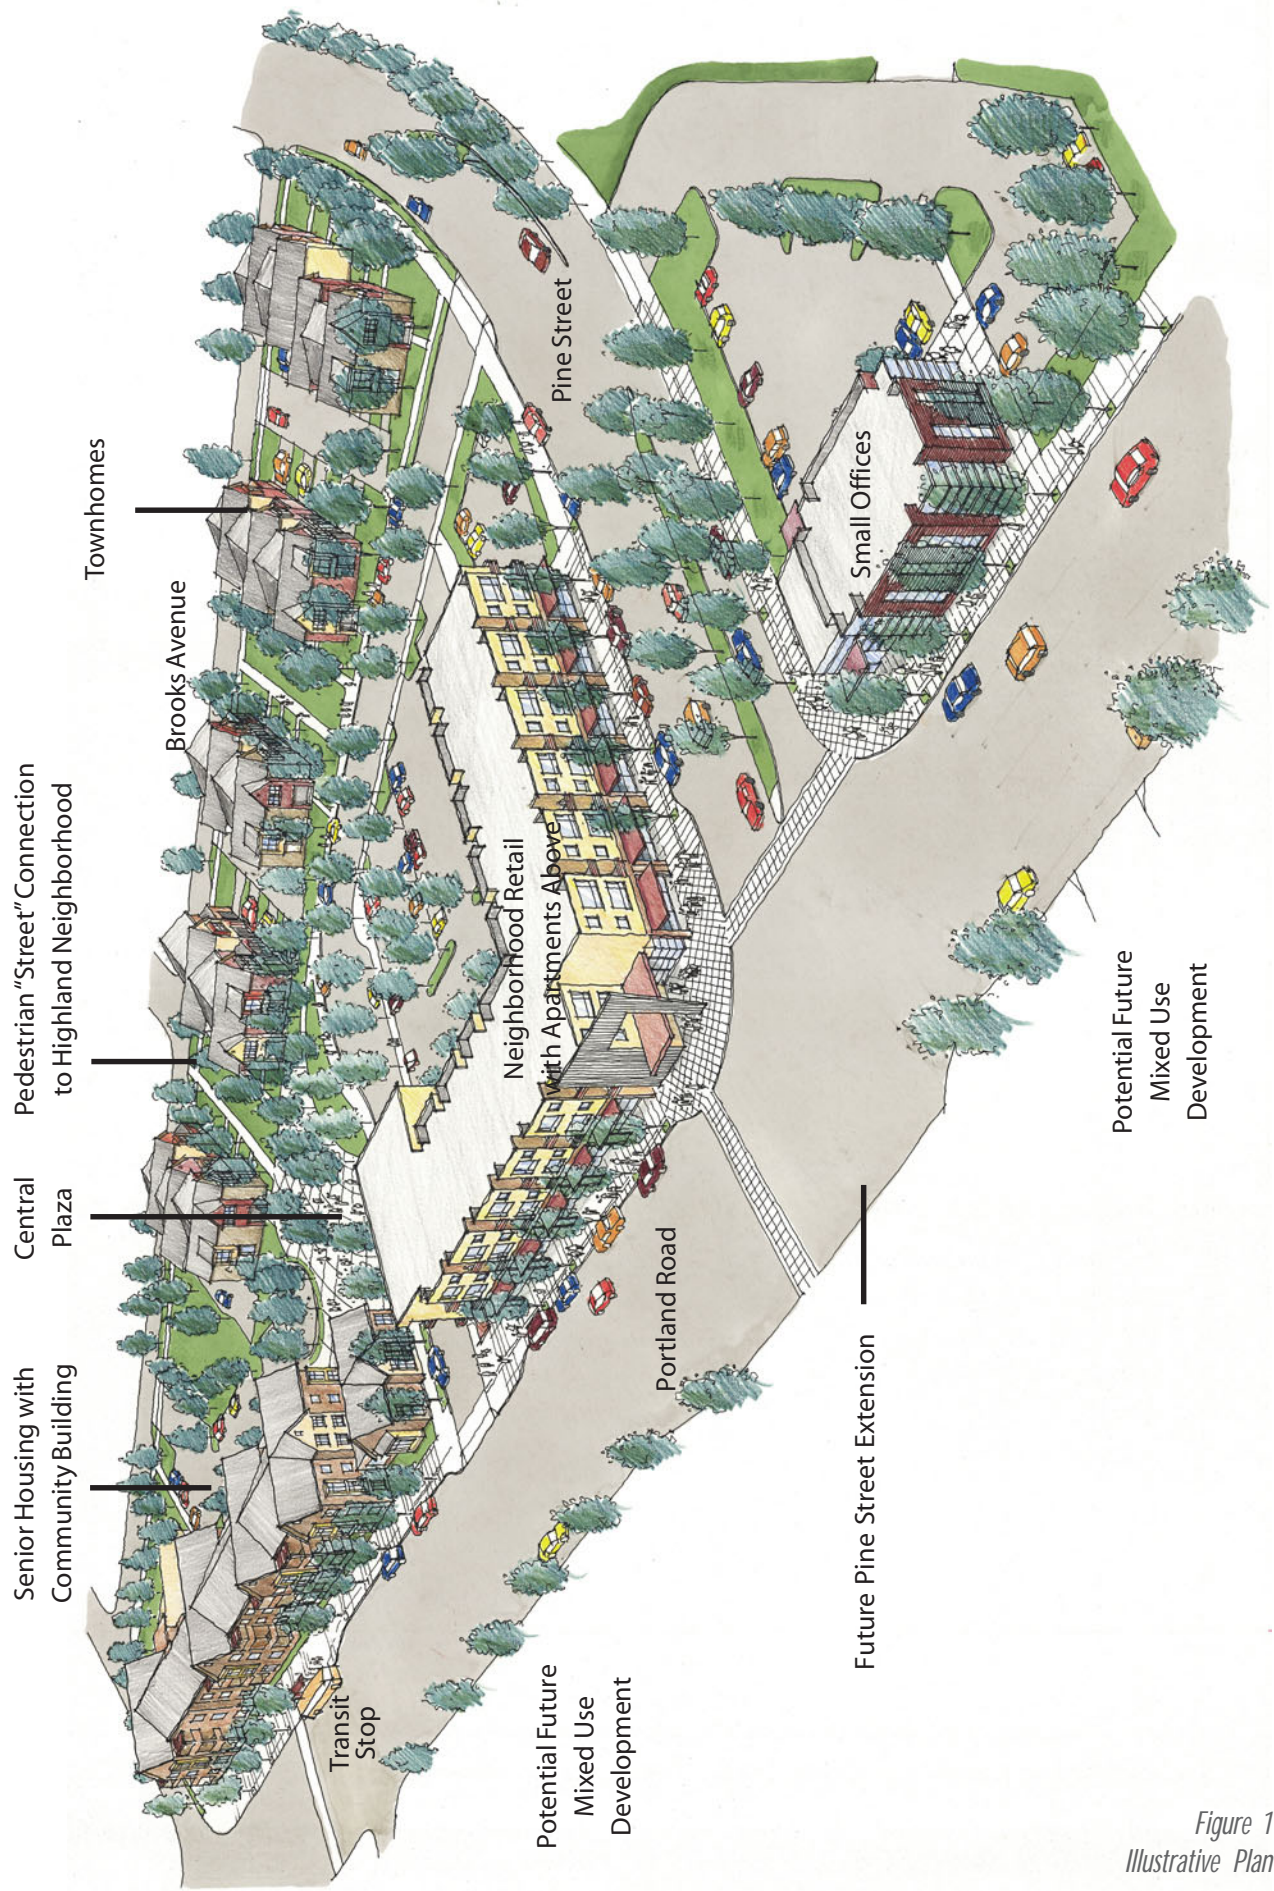 Senior Housing with
Community Building
Central
Plaza
Pedestrian “Street” Connection
to Highland Neighborhood
Townhomes
Brooks Avenue
Pine Street
Neighborhood Retail
with Apartments Above
Small Offices
Transit
Stop
Portland Road
Potential Future
Mixed Use
Development
Future Pine Street Extension
Potential Future
Mixed Use
Development
Figure 1
Illustrative Plan